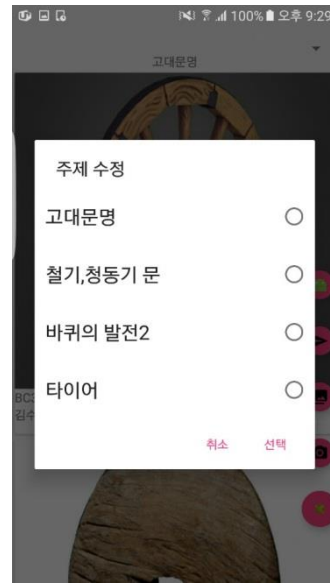 100% 오후 9:29
고대문명
주제 수정
고대문명
철기,청동기 문
바퀴의 발전2
타이어
BC3
김수
취소 선택